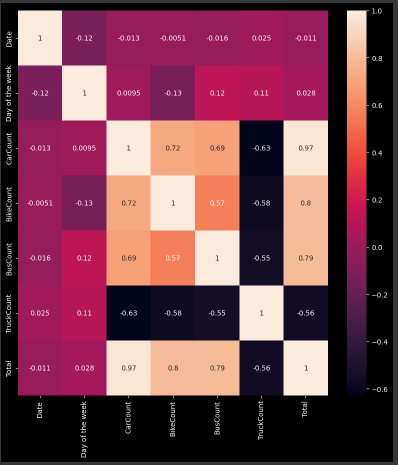 Date 1 -0.12 -0.013 -0.0051 -0.016 0.025 -0.011
Day of the week -0.12 1 0.0095 -0.13 0.12 0.11 0.028
CarCount -0.013 0.0095 1 0.72 0.69 -0.63 0.97
BikeCount -0.0051 -0.13 0.72 1 0.57 -0.58 0.8
BusCount -0.016 0.12 0.69 0.57 1 -0.55 0.79
TruckCount 0.025 0.11 -0.63 -0.58 -0.55 1 -0.56
Total -0.011 0.028 0.97 0.8 0.79 -0.56 1
Date Day of the week CarCount BikeCount BusCount TruckCount Total
1.0
0.8
0.6
0.4
0.2
0.0
−0.2
−0.4
−0.6